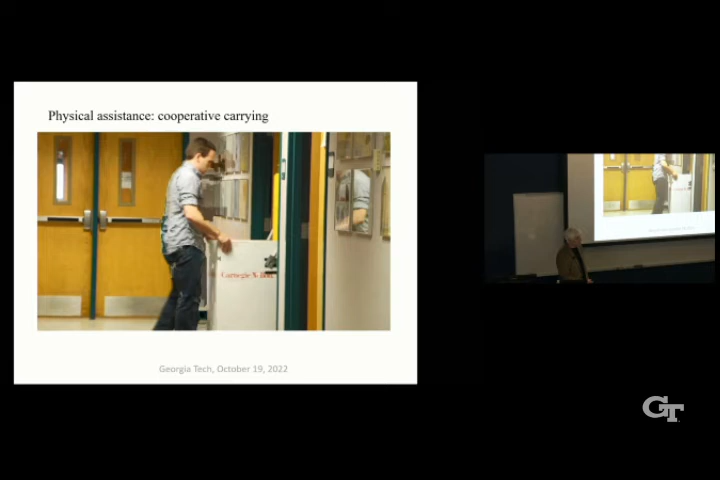 Physical assistance: cooperative carrying
Carnegie Mellon
Georgia Tech, October 19, 2022
GT